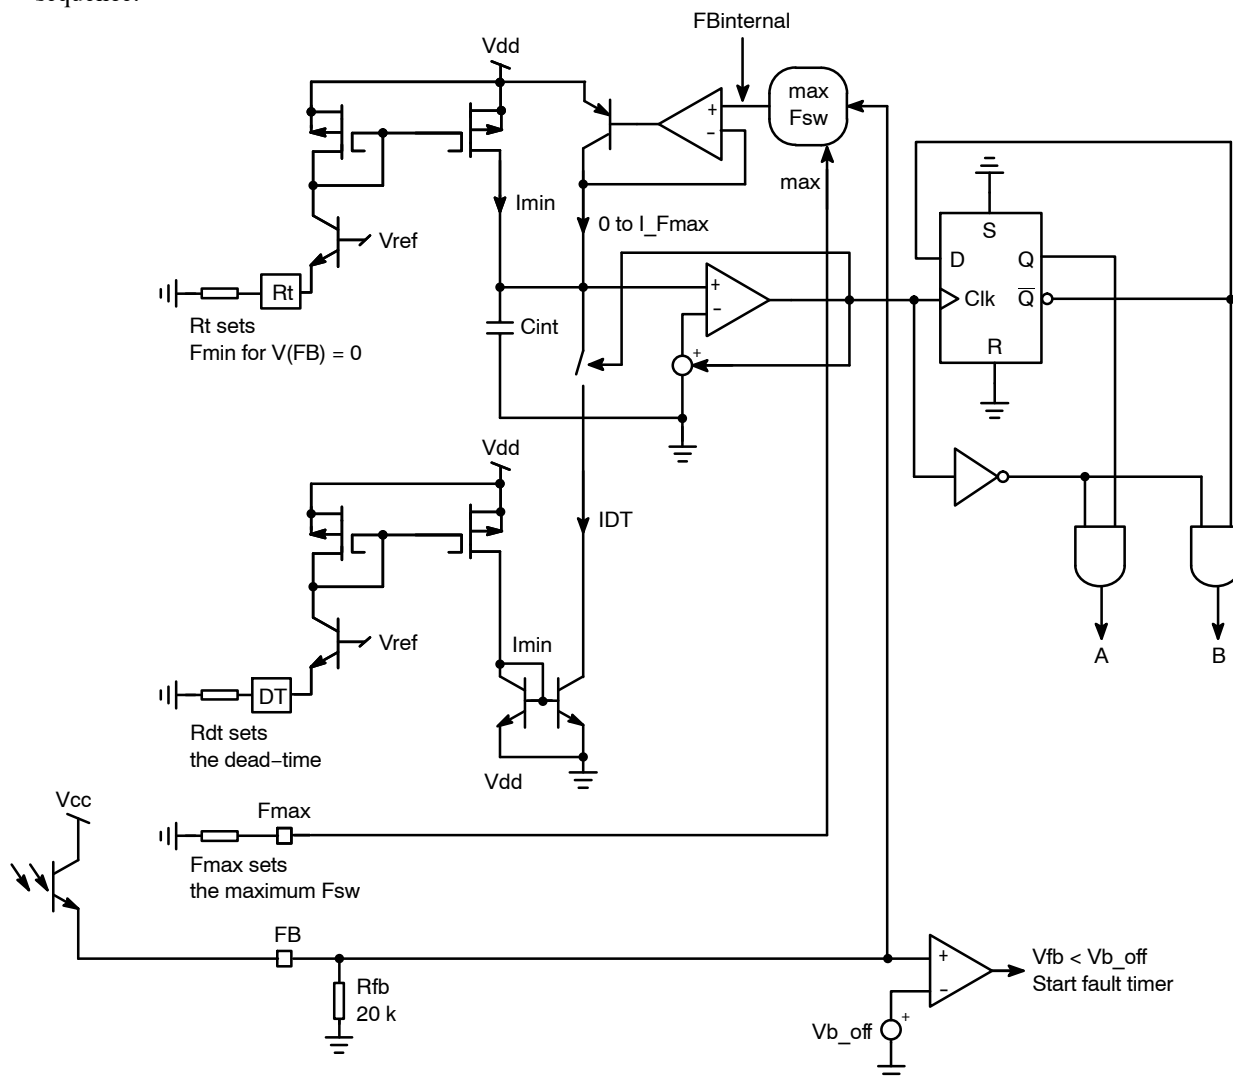 FBinternal
Vdd
max
Fsw
max
Imin
0 to I_Fmax
Vref
Rt
Rt sets
Fmin for V(FB) = 0
Cint
+
−
+
−
+
S
D
Q
Clk
Q
R
Vdd
IDT
Vref
Imin
A
B
DT
Rdt sets
the dead−time
Vdd
Vcc
Fmax
Fmax sets
the maximum Fsw
FB
Rfb
20 k
+
−
Vfb < Vb_off
Start fault timer
Vb_off
+